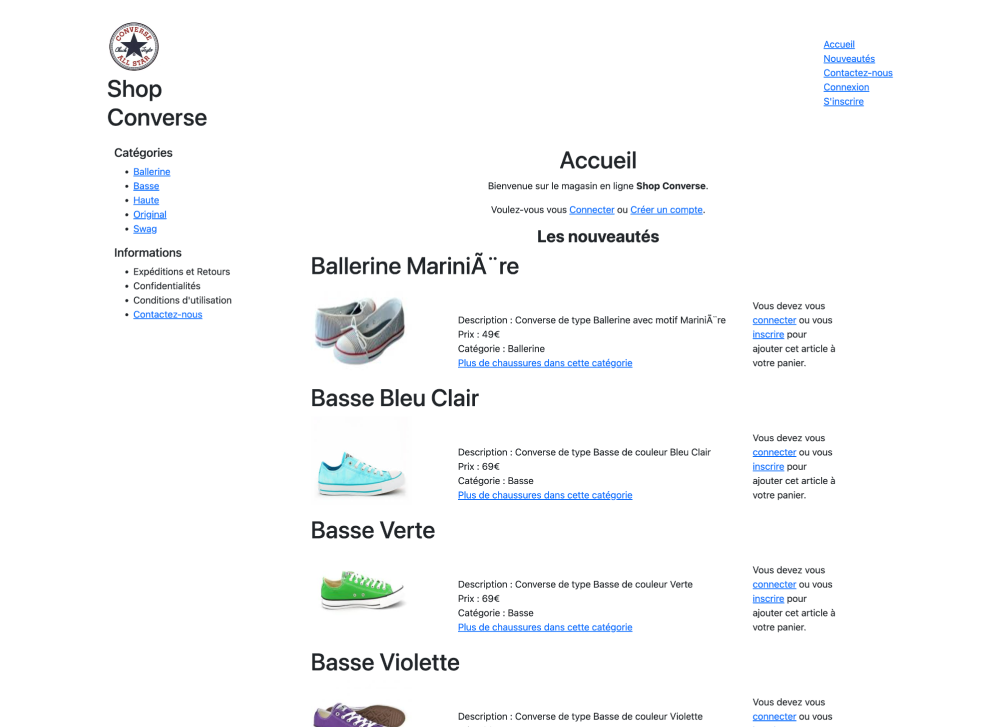 CONVERSE
ALL STAR
Shop
Converse
Accueil
Nouveautés
Contactez-nous
Connexion
S'inscrire
Catégories
Ballerine
Basse
Haute
Original
Swag
Informations
Expéditions et Retours
Confidentialités
Conditions d'utilisation
Contactez-nous
Accueil
Bienvenue sur le magasin en ligne Shop Converse.
Voulez-vous vous Connecter ou Créer un compte.
Les nouveautés
Ballerine MariniÃ¨re
Description : Converse de type Ballerine avec motif MariniÃ¨re
Prix : 49€
Catégorie : Ballerine
Plus de chaussures dans cette catégorie
Vous devez vous
connecter ou vous
inscrire pour
ajouter cet article à
votre panier.
Basse Bleu Clair
Description : Converse de type Basse de couleur Bleu Clair
Prix : 69€
Catégorie : Basse
Plus de chaussures dans cette catégorie
Vous devez vous
connecter ou vous
inscrire pour
ajouter cet article à
votre panier.
Basse Verte
Description : Converse de type Basse de couleur Verte
Prix : 69€
Catégorie : Basse
Plus de chaussures dans cette catégorie
Vous devez vous
connecter ou vous
inscrire pour
ajouter cet article à
votre panier.
Basse Violette
Description : Converse de type Basse de couleur Violette
Vous devez vous
connecter ou vous